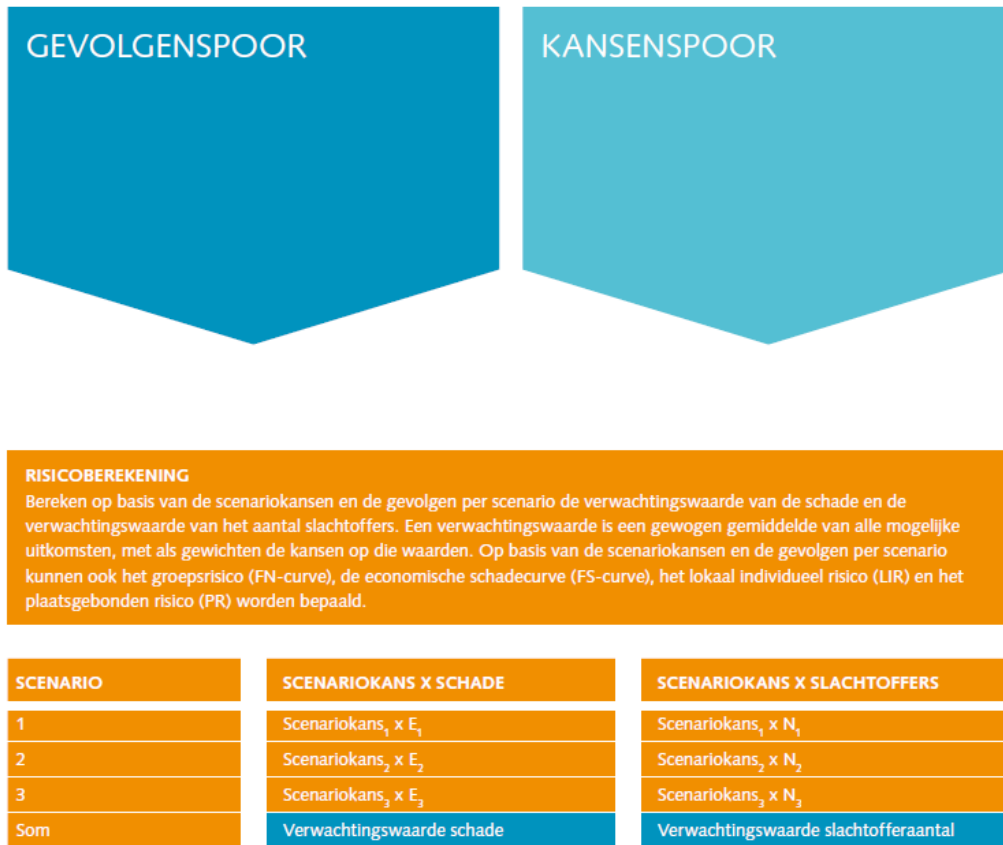 GEVOLGENSPOOR
KANSENSPOOR
RISICOBEREKENING
Bereken op basis van de scenariokansen en de gevolgen per scenario de verwachtingswaarde van de schade en de
verwachtingswaarde van het aantal slachtoffers. Een verwachtingswaarde is een gewogen gemiddelde van alle mogelijke
uitkomsten, met als gewichten de kansen op die waarden. Op basis van de scenariokansen en de gevolgen per scenario
kunnen ook het groepsrisico (FN-curve), de economische schadecurve (FS-curve), het lokaal individueel risico (LIR) en het
plaatsgebonden risico (PR) worden bepaald.
SCENARIO SCENARIOKANS X SCHADE SCENARIOKANS X SLACHTOFFERS
1 Scenariokans₁ x E₁ Scenariokans₁ x N₁
2 Scenariokans₂ x E₂ Scenariokans₂ x N₂
3 Scenariokans₃ x E₃ Scenariokans₃ x N₃
Som Verwachtingswaarde schade Verwachtingswaarde slachtofferaantal